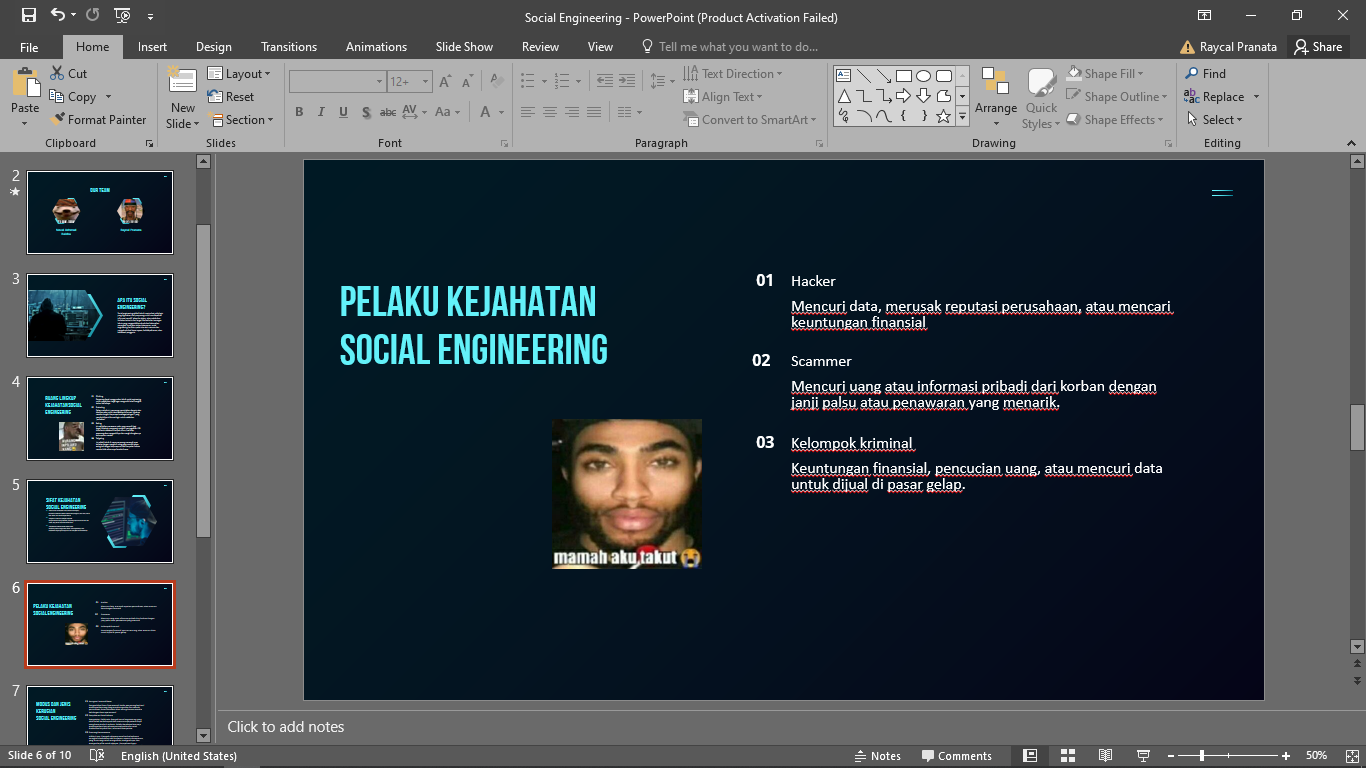 Social Engineering - PowerPoint (Product Activation Failed)
File Home Insert Design Transitions Animations Slide Show Review View Tell me what you want to do... Raycal Pranata Share
Paste
Cut
Copy
Format Painter
Clipboard
New Slide
Layout
Reset
Section
Slides
12+
B I U S abc AV Aa A
Font
Text Direction
Align Text
Convert to SmartArt
Paragraph
Arrange
Quick Styles
Shape Fill
Shape Outline
Shape Effects
Drawing
Find
Replace
Select
Editing
2
OUR TEAM
3
APA ITU SOCIAL
ENGINEERING?
4
RUANG LINGKUP
KEJAHATAN SOCIAL
ENGINEERING
5
SIFAT KEJAHATAN
SOCIAL ENGINEERING
6
PELAKU KEJAHATAN
SOCIAL ENGINEERING
7
MODUS DAN JENIS
KERUGIAN
SOCIAL ENGINEERING
PELAKU KEJAHATAN
SOCIAL ENGINEERING
mamah aku takut 😭
01 Hacker
Mencuri data, merusak reputasi perusahaan, atau mencari
keuntungan finansial
02 Scammer
Mencuri uang atau informasi pribadi dari korban dengan
janji palsu atau penawaran yang menarik.
03 Kelompok kriminal
Keuntungan finansial, pencucian uang, atau mencuri data
untuk dijual di pasar gelap.
Click to add notes
Slide 6 of 10 English (United States) Notes Comments 50%